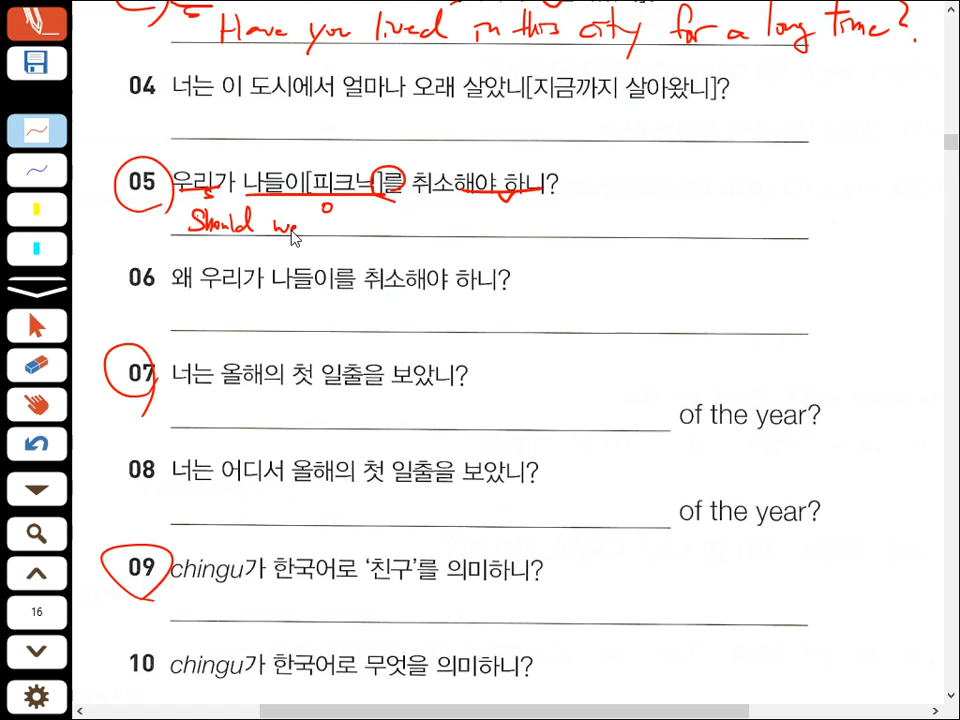 Have you lived in this city for a long time?
04 너는 이 도시에서 얼마나 오래 살았니[지금까지 살아왔니]?
05 우리가 나들이[피크닉]를 취소해야 하니?
s o v
Should we
06 왜 우리가 나들이를 취소해야 하니?
07 너는 올해의 첫 일출을 보았니?
of the year?
08 너는 어디서 올해의 첫 일출을 보았니?
of the year?
09 chingu가 한국어로 ‘친구’를 의미하니?
10 chingu가 한국어로 무엇을 의미하니?
16